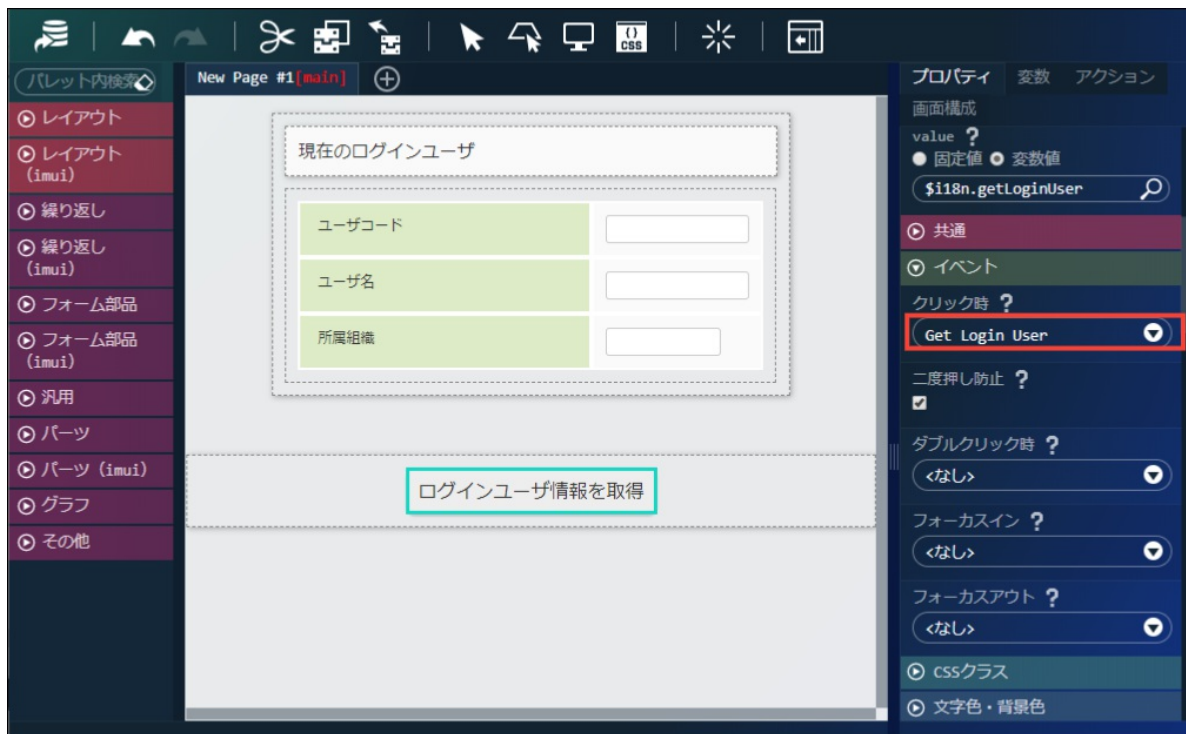 {}
CSS
パレット内検索
レイアウト
レイアウト
(imui)
繰り返し
繰り返し
(imui)
フォーム部品
フォーム部品
(imui)
汎用
パーツ
パーツ (imui)
グラフ
その他
New Page #1[main]
現在のログインユーザ
ユーザコード
ユーザ名
所属組織
ログインユーザ情報を取得
プロパティ 変数 アクション
画面構成
value ?
固定値 変数値
$i18n.getLoginUser
共通
イベント
クリック時 ?
Get Login User
二度押し防止 ?
ダブルクリック時 ?
<なし>
フォーカスイン ?
<なし>
フォーカスアウト ?
<なし>
CSSクラス
文字色・背景色